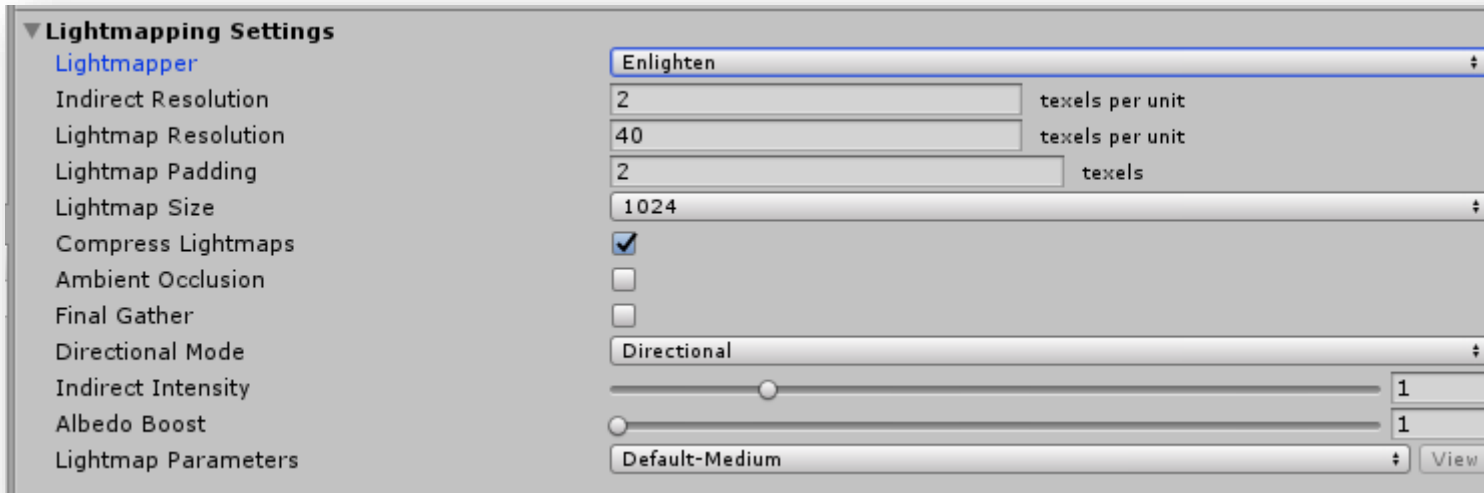 Lightmapping Settings
Lightmapper Enlighten
Indirect Resolution 2 texels per unit
Lightmap Resolution 40 texels per unit
Lightmap Padding 2 texels
Lightmap Size 1024
Compress Lightmaps
Ambient Occlusion
Final Gather
Directional Mode Directional
Indirect Intensity 1
Albedo Boost 1
Lightmap Parameters Default-Medium View